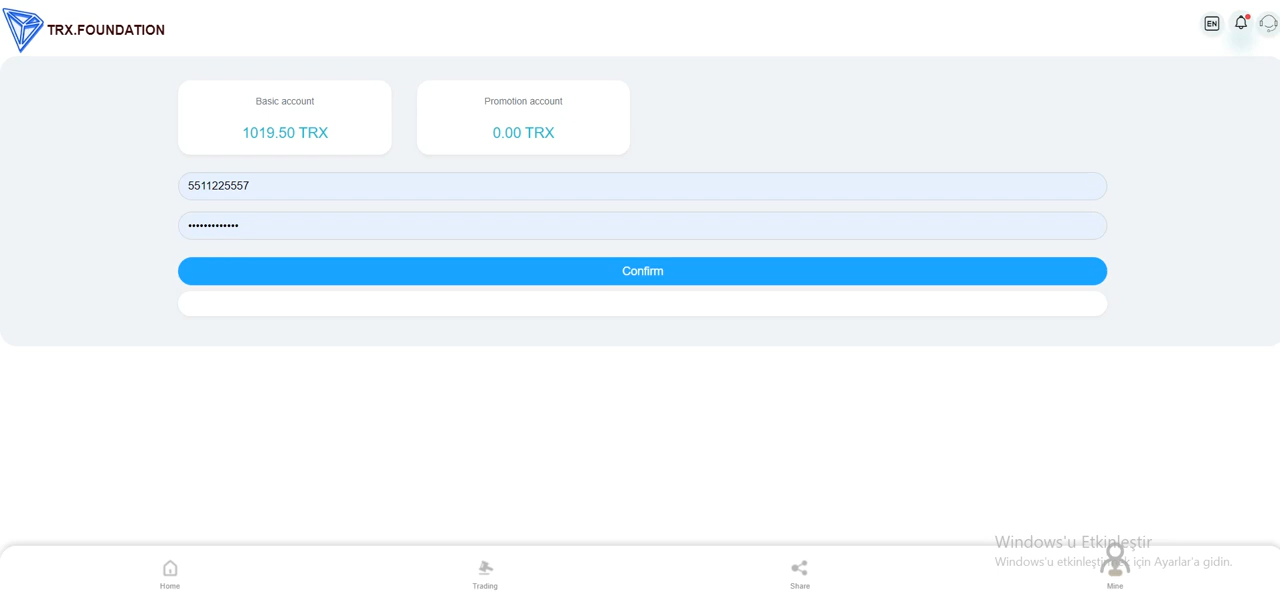 TRX.FOUNDATION
EN
Basic account
Promotion account
1019.50 TRX
0.00 TRX
5511225557
•••••••••••••
Confirm
Windows'u Etkinleştir
Windows'u etkinleştirmek için Ayarlar'a gidin.
Home
Trading
Share
Mine